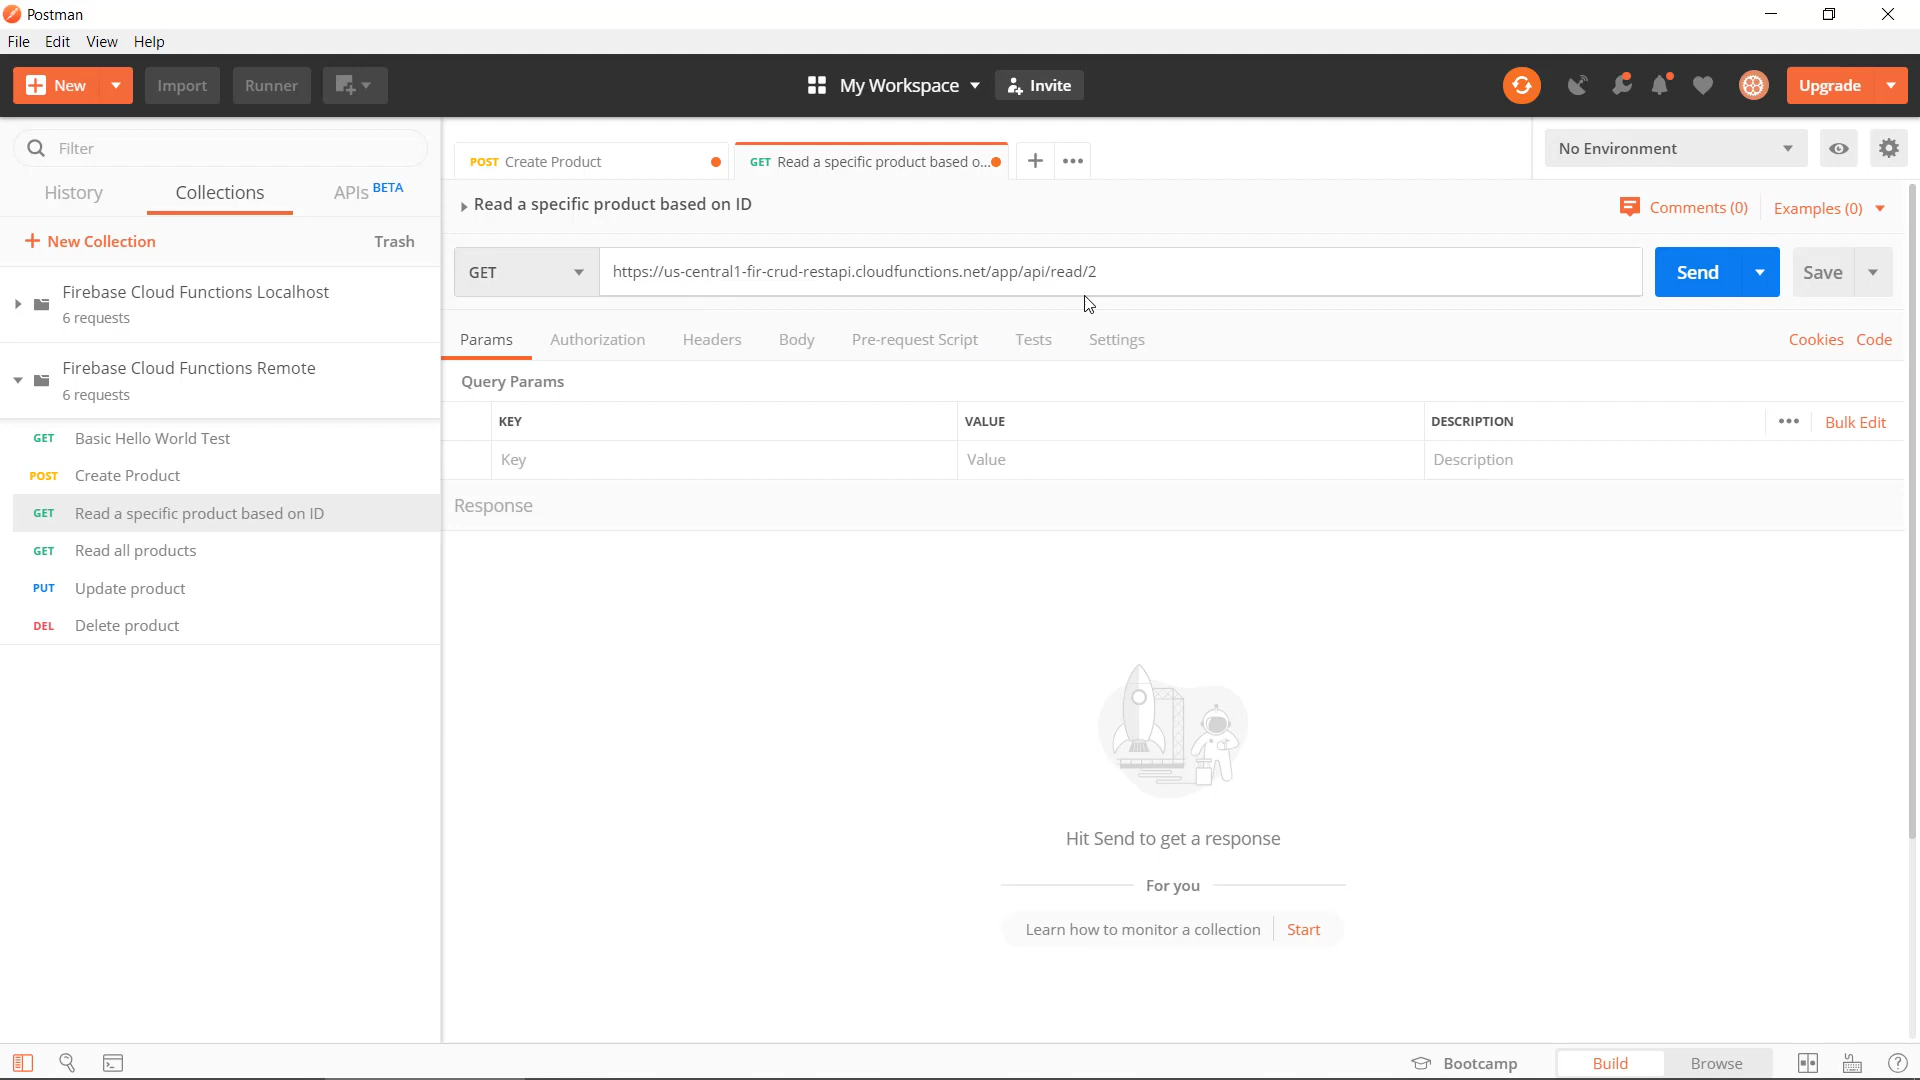 Postman
File Edit View Help
New Import Runner My Workspace Invite Upgrade
Filter
History Collections APIs BETA
New Collection Trash
Firebase Cloud Functions Localhost
6 requests
Firebase Cloud Functions Remote
6 requests
GET Basic Hello World Test
POST Create Product
GET Read a specific product based on ID
GET Read all products
PUT Update product
DEL Delete product
POST Create Product GET Read a specific product based o... No Environment
Read a specific product based on ID Comments (0) Examples (0)
GET https://us-central1-fir-crud-restapi.cloudfunctions.net/app/api/read/2 Send Save
Params Authorization Headers Body Pre-request Script Tests Settings Cookies Code
Query Params
KEY VALUE DESCRIPTION Bulk Edit
Key Value Description
Response
Hit Send to get a response
For you
Learn how to monitor a collection Start
Bootcamp Build Browse